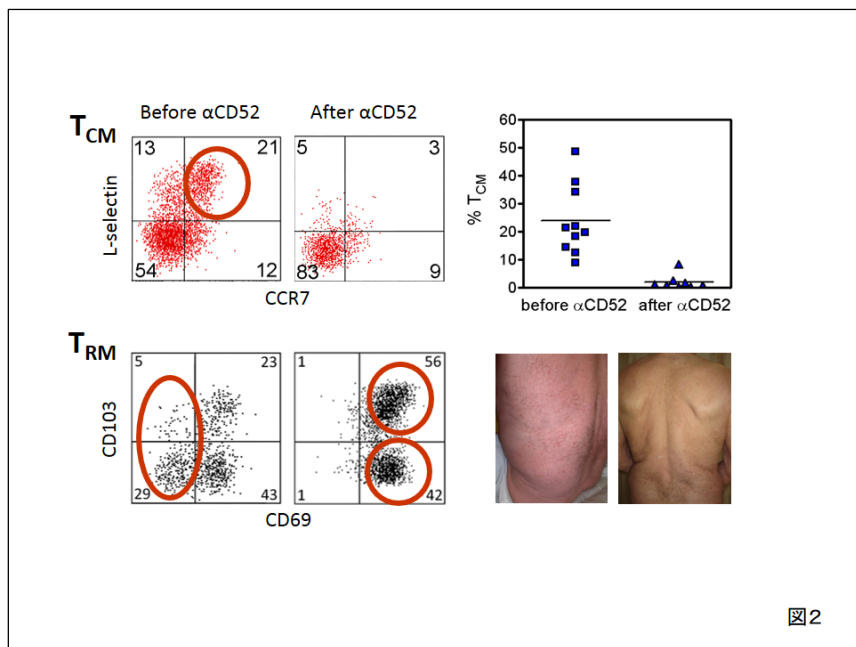 Before αCD52
After αCD52
TCM
13
21
54
12
5
3
83
9
L-selectin
CCR7
60
50
40
30
20
10
0
% TCM
before αCD52
after αCD52
TRM
5
23
29
43
1
56
1
42
CD103
CD69
図2